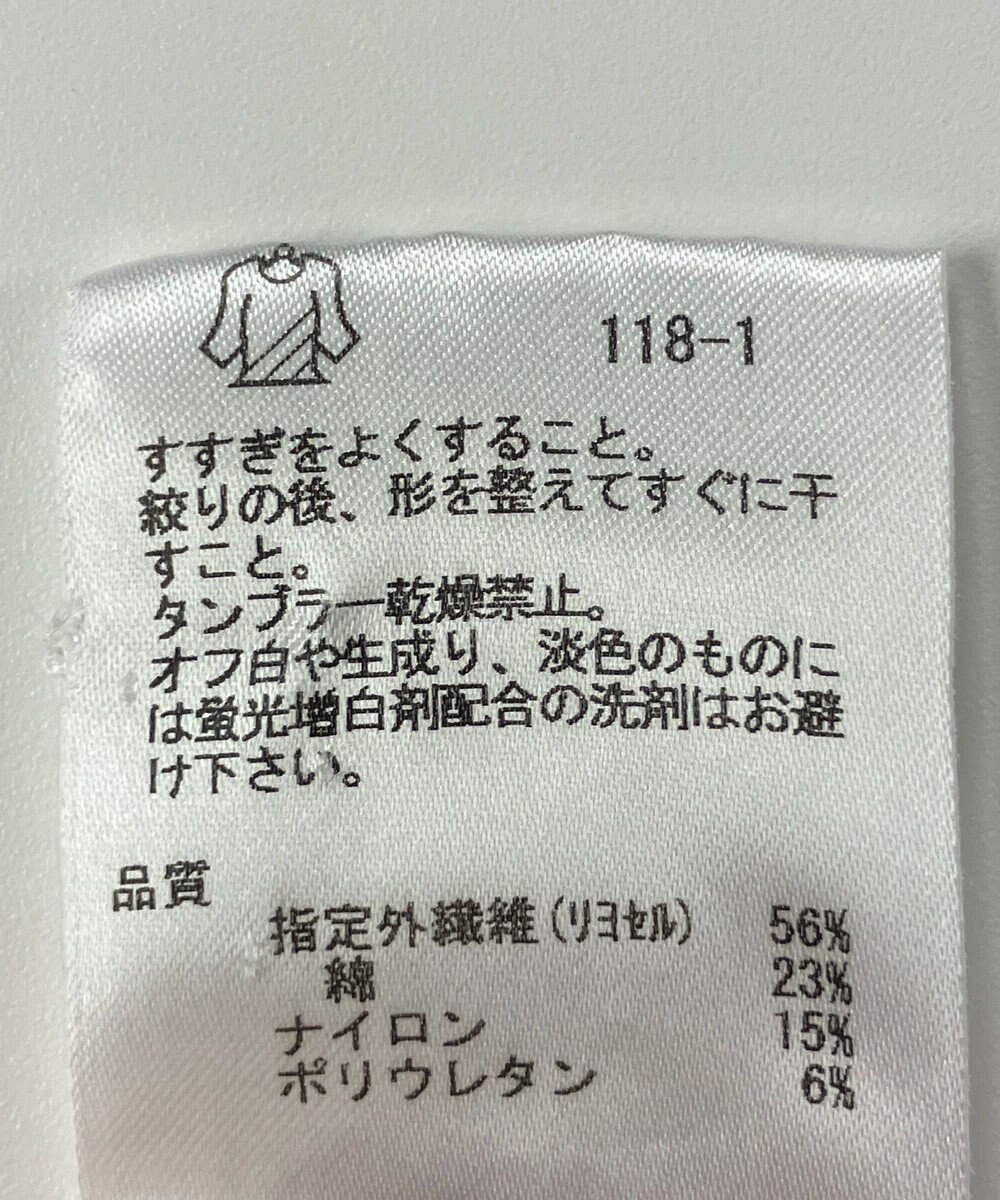 118-1
すすぎをよくすること。
絞りの後、形を整えてすぐに干
すこと。
タンブラー乾燥禁止。
オフ白や生成り、淡色のものに
は蛍光増白剤配合の洗剤はお避
け下さい。
品質
指定外繊維(リヨセル) 56%
綿 23%
ナイロン 15%
ポリウレタン 6%